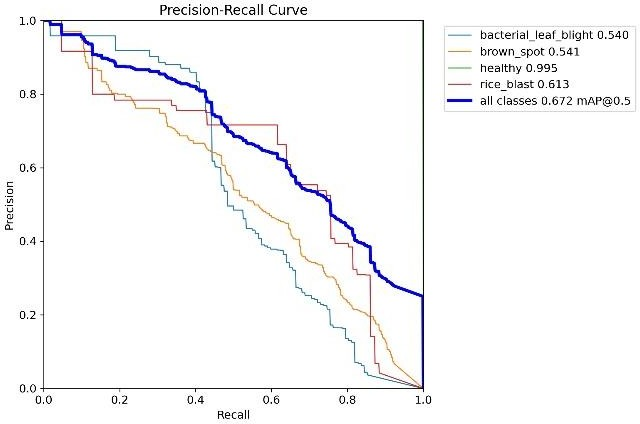 Precision-Recall Curve
bacterial_leaf_blight 0.540
brown_spot 0.541
healthy 0.995
rice_blast 0.613
all classes 0.672 mAP@0.5
Precision
1.0
0.8
0.6
0.4
0.2
0.0
0.0 0.2 0.4 0.6 0.8 1.0
Recall